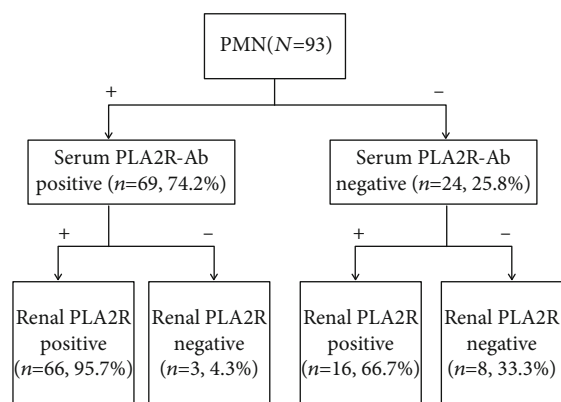 PMN(N=93)
+
–
Serum PLA2R-Ab
positive (n=69, 74.2%)
Serum PLA2R-Ab
negative (n=24, 25.8%)
+
–
+
–
Renal PLA2R
positive
(n=66, 95.7%)
Renal PLA2R
negative
(n=3, 4.3%)
Renal PLA2R
positive
(n=16, 66.7%)
Renal PLA2R
negative
(n=8, 33.3%)